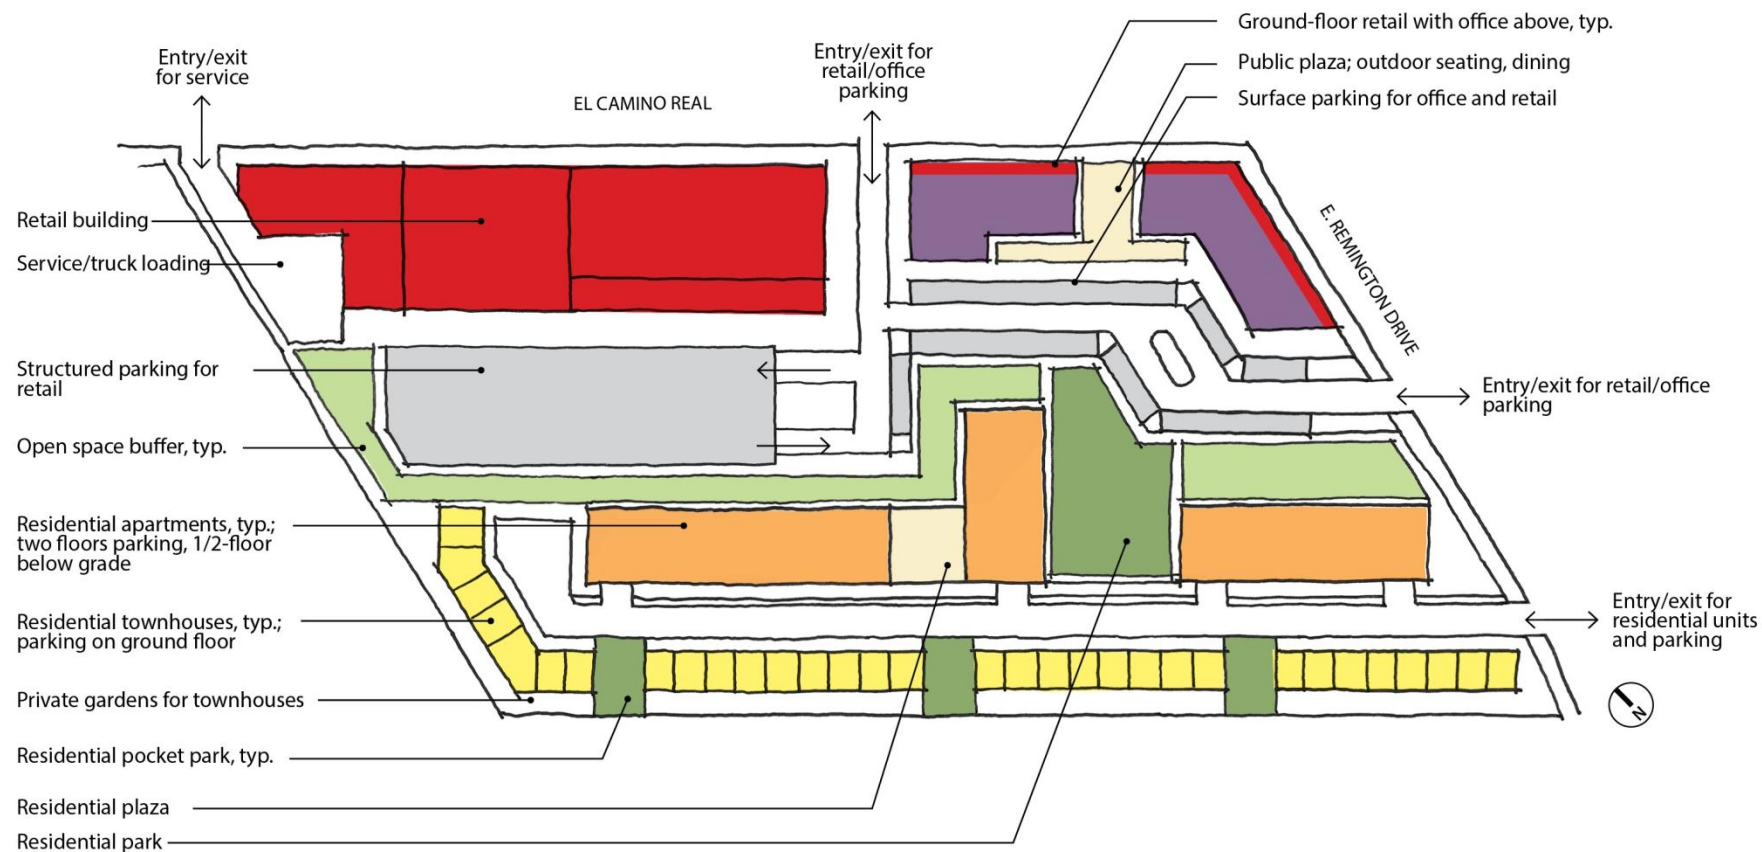 Entry/exit
for service
EL CAMINO REAL
Entry/exit for
retail/office
parking
Ground-floor retail with office above, typ.
Public plaza; outdoor seating, dining
Surface parking for office and retail
Retail building
Service/truck loading
E. REMINGTON DRIVE
Structured parking for
retail
Entry/exit for retail/office
parking
Open space buffer, typ.
Residential apartments, typ.;
two floors parking, 1/2-floor
below grade
Residential townhouses, typ.;
parking on ground floor
Entry/exit for
residential units
and parking
Private gardens for townhouses
N
Residential pocket park, typ.
Residential plaza
Residential park